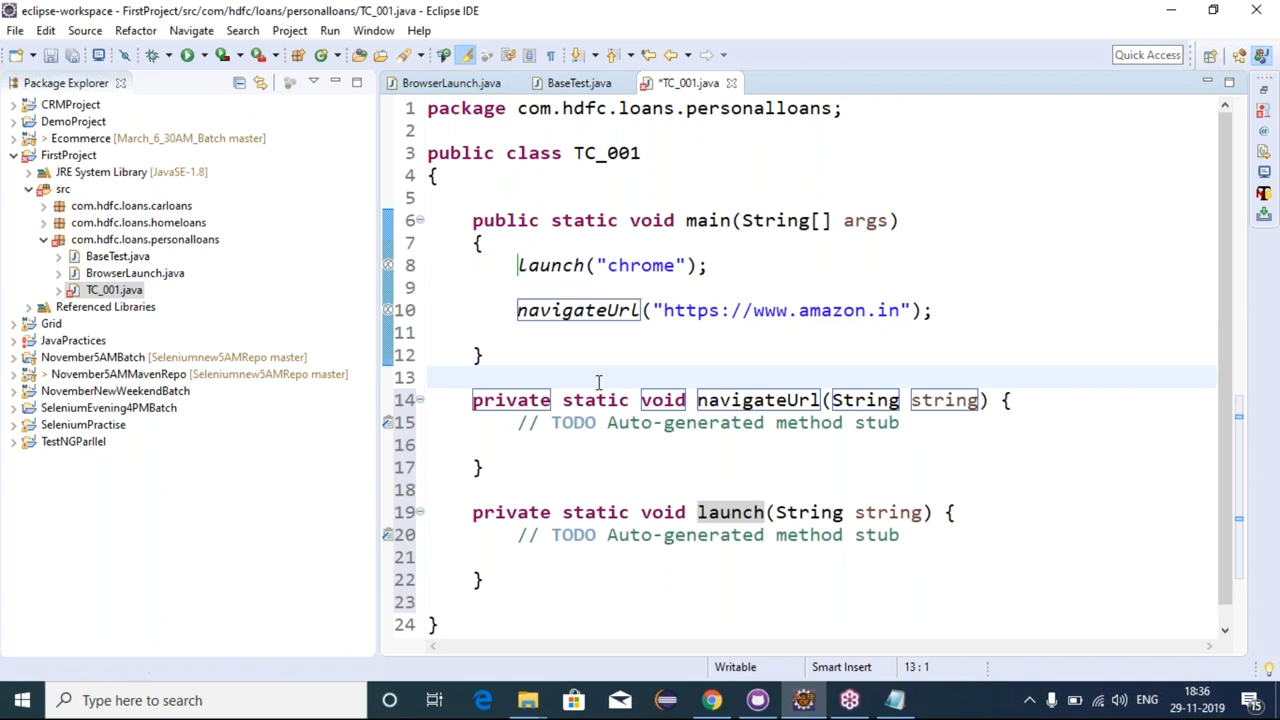 eclipse-workspace - FirstProject/src/com/hdfc/loans/personalloans/TC_001.java - Eclipse IDE
File Edit Source Refactor Navigate Search Project Run Window Help
Quick Access
Package Explorer
BrowserLaunch.java
BaseTest.java
*TC_001.java
CRMProject
DemoProject
> Ecommerce [March_6_30AM_Batch master]
FirstProject
JRE System Library [JavaSE-1.8]
src
com.hdfc.loans.carloans
com.hdfc.loans.homeloans
com.hdfc.loans.personalloans
BaseTest.java
BrowserLaunch.java
TC_001.java
Referenced Libraries
Grid
JavaPractices
November5AMBatch [Seleniumnew5AMRepo master]
> November5AMMavenRepo [Seleniumnew5AMRepo master]
NovemberNewWeekendBatch
SeleniumEvening4PMBatch
SeleniumPractise
TestNGParllel
1 package com.hdfc.loans.personalloans;
2
3 public class TC_001
4 {
5
6 public static void main(String[] args)
7 {
8 launch("chrome");
9
10 navigateUrl("https://www.amazon.in");
11
12 }
13
14 private static void navigateUrl(String string) {
15 // TODO Auto-generated method stub
16
17 }
18
19 private static void launch(String string) {
20 // TODO Auto-generated method stub
21
22 }
23
24 }
Writable Smart Insert 13 : 1
Type here to search
ENG
18:36
29-11-2019
15